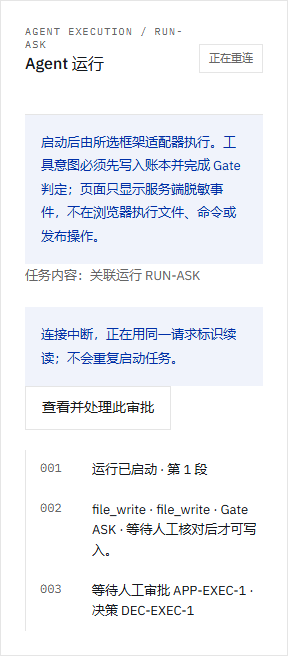 AGENT EXECUTION / RUN-
ASK
Agent 运行
正在重连
启动后由所选框架适配器执行。工
具意图必须先写入账本并完成 Gate
判定；页面只显示服务端脱敏事
件，不在浏览器执行文件、命令或
发布操作。
任务内容：关联运行 RUN-ASK
连接中断，正在用同一请求标识续
读；不会重复启动任务。
查看并处理此审批
001 运行已启动 · 第 1 段
002 file_write · file_write · Gate
ASK · 等待人工核对后才可写
入。
003 等待人工审批 APP-EXEC-1 ·
决策 DEC-EXEC-1